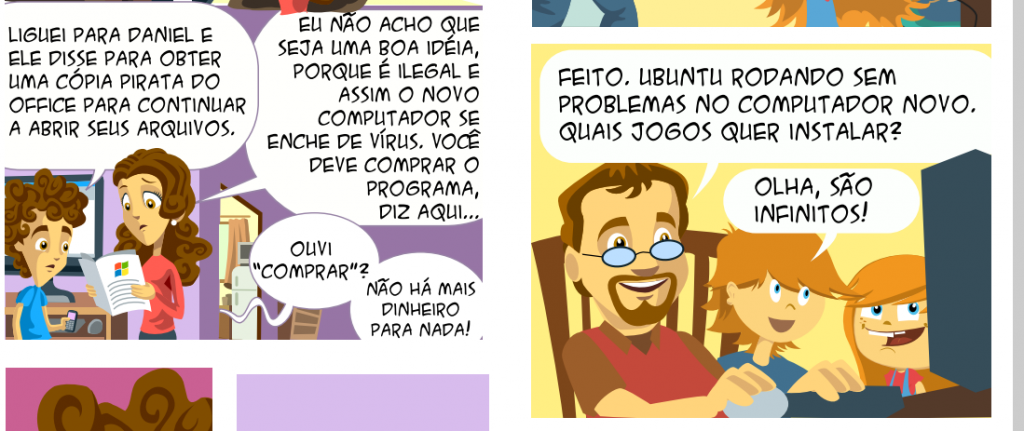 LIGUEI PARA DANIEL E
ELE DISSE PARA OBTER
UMA CÓPIA PIRATA DO
OFFICE PARA CONTINUAR
A ABRIR SEUS ARQUIVOS.
EU NÃO ACHO QUE
SEJA UMA BOA IDÉIA,
PORQUE É ILEGAL E
ASSIM O NOVO
COMPUTADOR SE
ENCHE DE VÍRUS. VOCÊ
DEVE COMPRAR O
PROGRAMA,
DIZ AQUI...
OUVI
"COMPRAR"?
NÃO HÁ MAIS
DINHEIRO
PARA NADA!
FEITO. UBUNTU RODANDO SEM
PROBLEMAS NO COMPUTADOR NOVO.
QUAIS JOGOS QUER INSTALAR?
OLHA, SÃO
INFINITOS!